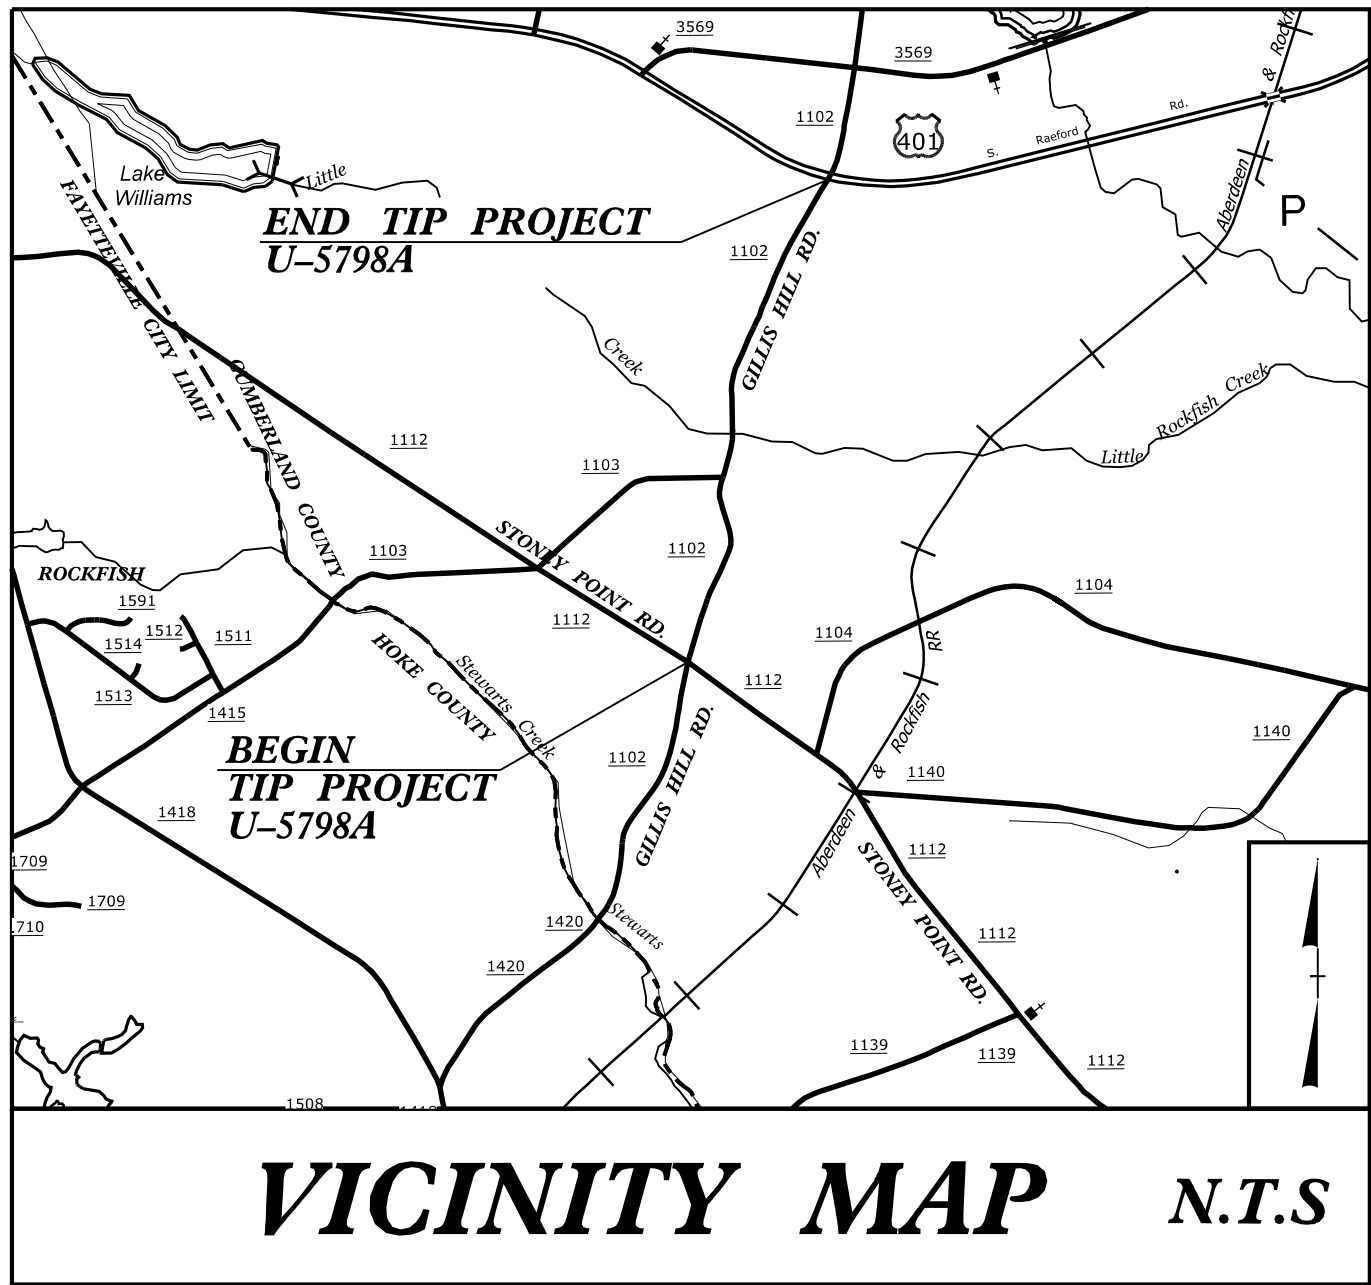 3569
3569
& Rockf
1102
401
S.
Raeford
Rd.
Lake
Williams
Little
Aberdeen
P
END TIP PROJECT
U–5798A
FAYETTEVILLE CITY LIMIT
1102
GILLIS HILL RD.
Creek
CUMBERLAND COUNTY
1112
1103
Little
Rockfish
Creek
STONEY POINT RD.
1102
1103
ROCKFISH
1591
1512
1511
1514
1513
1415
1112
1104
1104
RR
HOKE COUNTY
Stewarts
Creek
1112
Rockfish
&
Aberdeen
1140
1140
BEGIN
TIP PROJECT
U–5798A
1102
GILLIS HILL RD.
1418
1709
1709
710
1420
1420
Stewarts
STONEY POINT RD.
1112
1112
1139
1139
1112
1508
VICINITY MAP
N.T.S